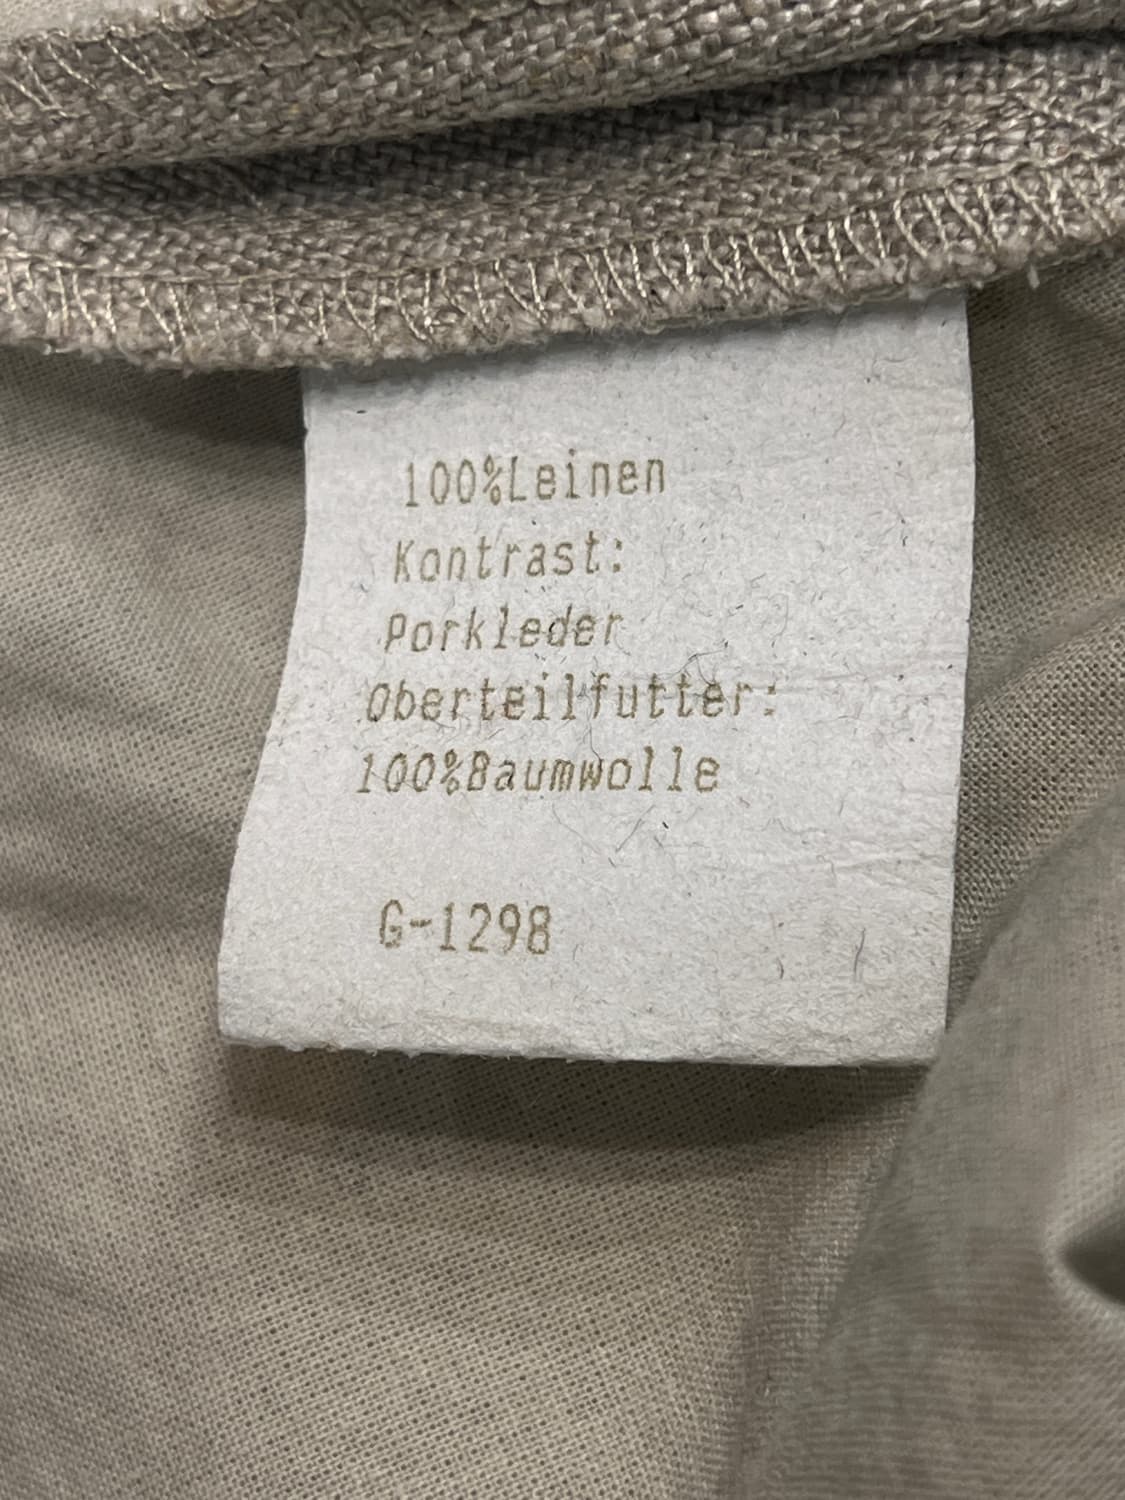 100%Leinen
Kontrast:
Porkleder
Oberteilfutter:
100%Baumwolle
G-1298